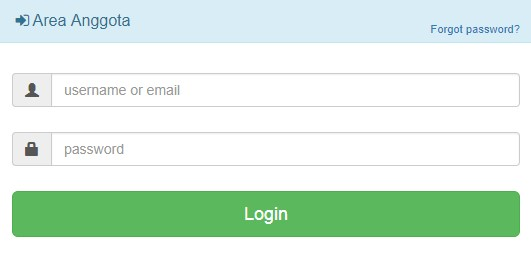 Area Anggota
Forgot password?
username or email
password
Login